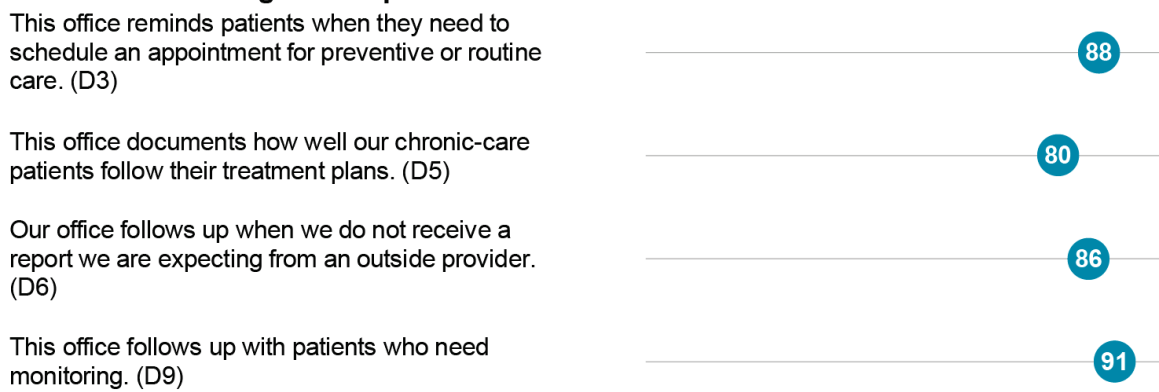 This office reminds patients when they need to
schedule an appointment for preventive or routine
care. (D3)
88
This office documents how well our chronic-care
patients follow their treatment plans. (D5)
80
Our office follows up when we do not receive a
report we are expecting from an outside provider.
(D6)
86
This office follows up with patients who need
monitoring. (D9)
91